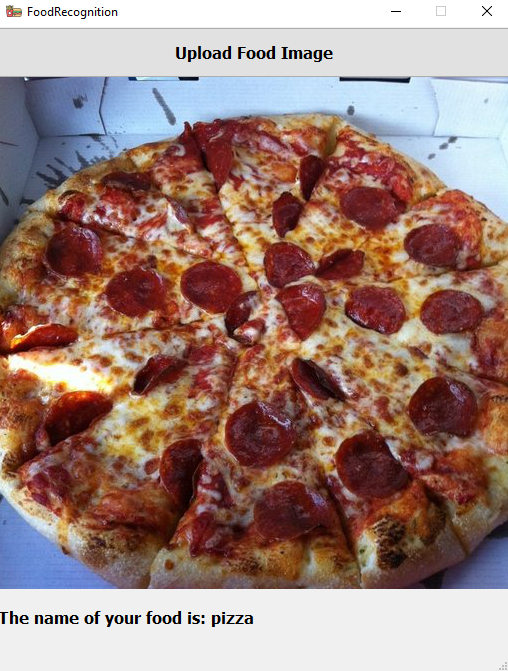 FoodRecognition
Upload Food Image
The name of your food is: pizza